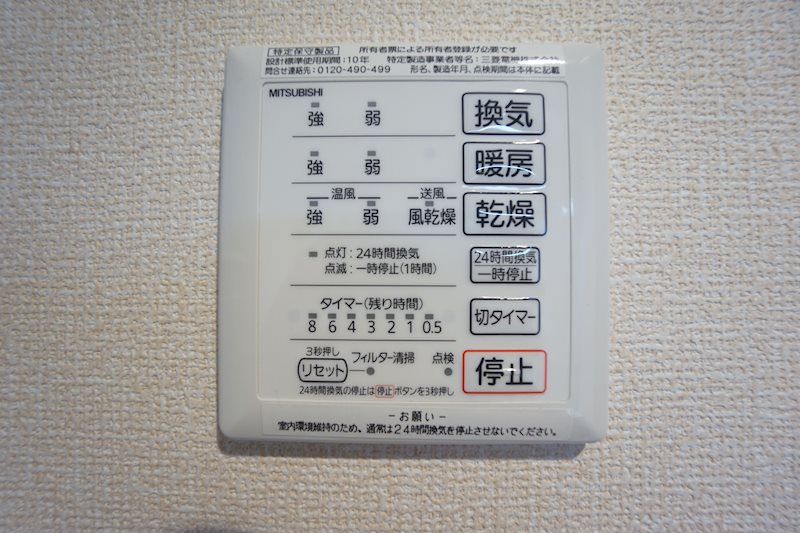 特定保守製品 所有者票による所有者登録が必要です
設計標準使用期間:10年 特定製造事業者等名:三菱電機株式会社
問合せ連絡先:0120-490-499 形名、製造年月、点検期間は本体に記載
MITSUBISHI
強 弱 換気
強 弱 暖房
温風 送風
強 弱 風乾燥 乾燥
点灯:24時間換気
点滅:一時停止(1時間)
24時間換気
一時停止
タイマー(残り時間)
8 6 4 3 2 1 0.5
切タイマー
3秒押し
リセット フィルター清掃 点検
停止
24時間換気の停止は停止ボタンを3秒押し
-お願い-
室内環境維持のため、通常は24時間換気を停止させないでください。